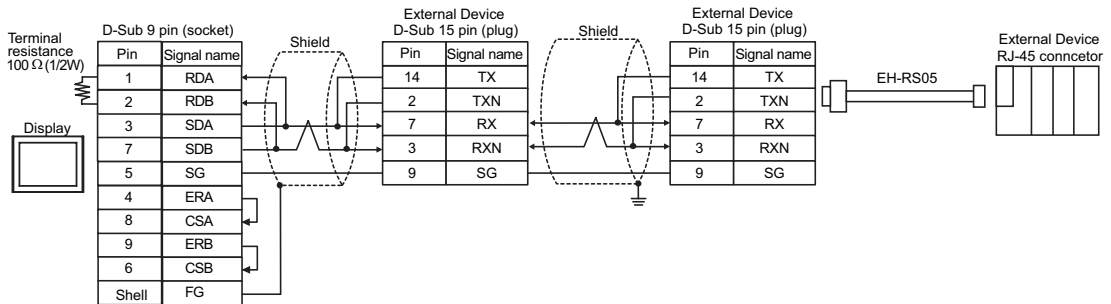 Terminal
resistance
100 Ω (1/2W)
Display
D-Sub 9 pin (socket)
Pin Signal name
1 RDA
2 RDB
3 SDA
7 SDB
5 SG
4 ERA
8 CSA
9 ERB
6 CSB
Shell FG
Shield
External Device
D-Sub 15 pin (plug)
Pin Signal name
14 TX
2 TXN
7 RX
3 RXN
9 SG
Shield
External Device
D-Sub 15 pin (plug)
Pin Signal name
14 TX
2 TXN
7 RX
3 RXN
9 SG
EH-RS05
External Device
RJ-45 conncetor